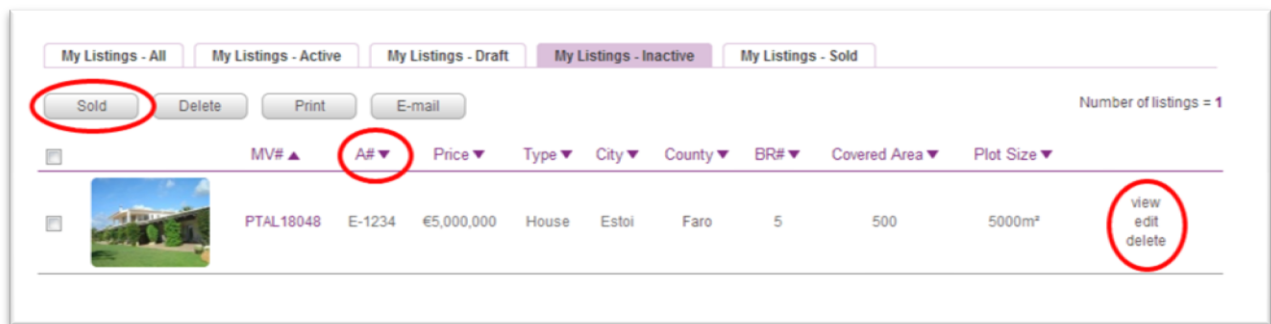 My Listings - All My Listings - Active My Listings - Draft My Listings - Inactive My Listings - Sold
Sold Delete Print E-mail Number of listings = 1
MV# ▲ A# ▼ Price ▼ Type ▼ City ▼ County ▼ BR# ▼ Covered Area ▼ Plot Size ▼
PTAL18048 E-1234 €5,000,000 House Estoi Faro 5 500 5000m²
view
edit
delete